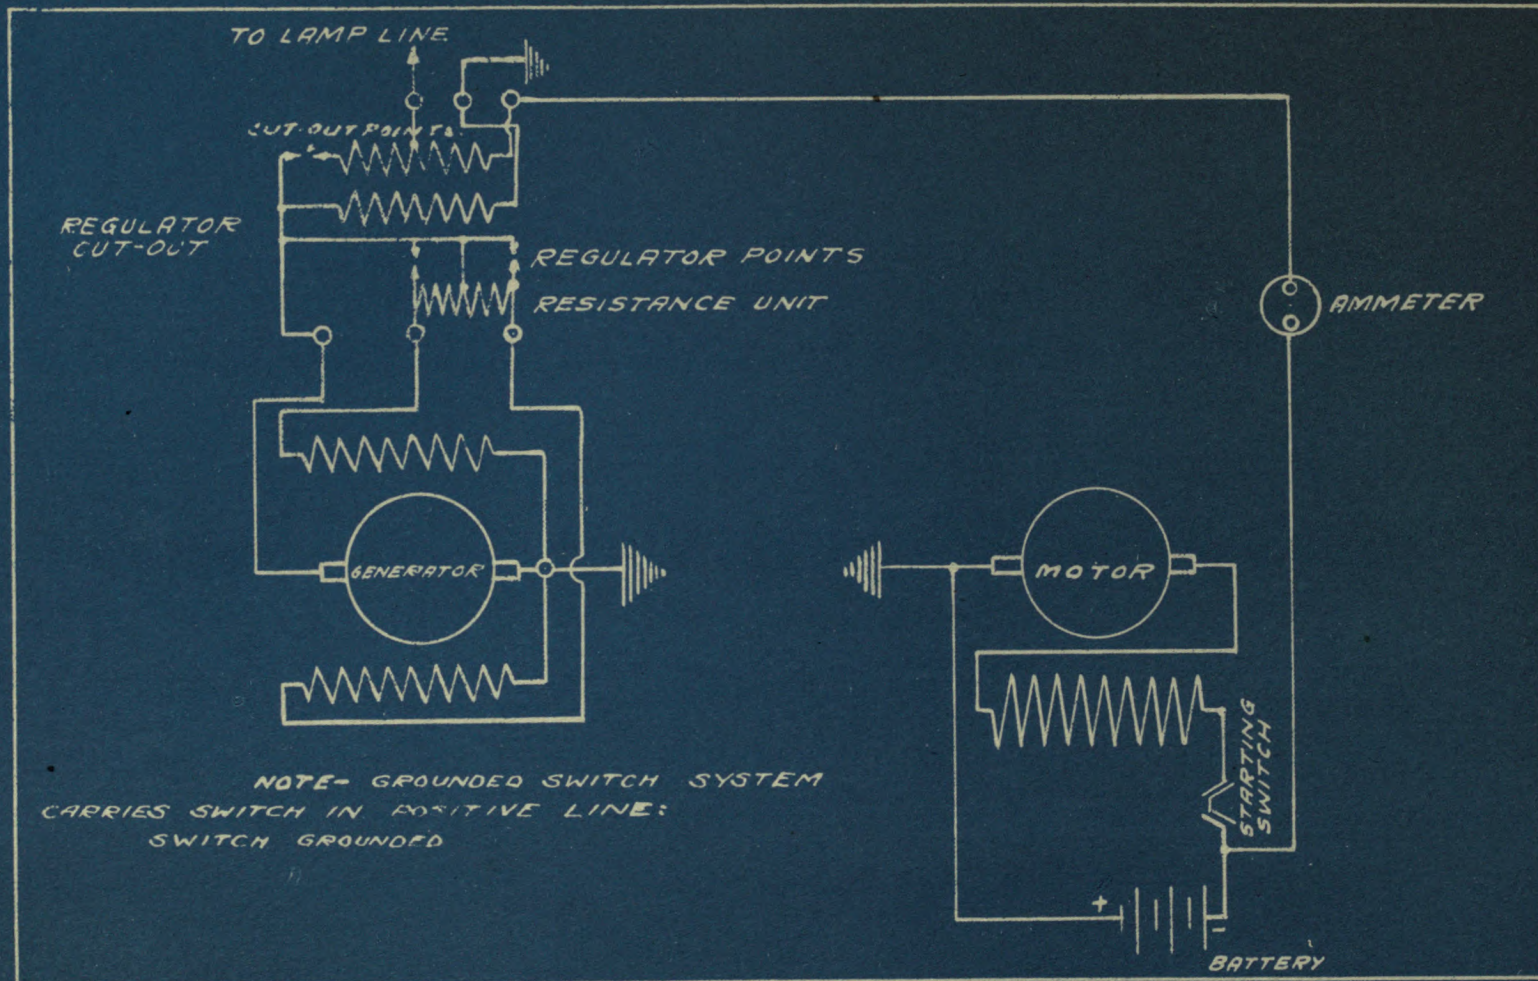 TO LAMP LINE
CUT-OUT POINTS
REGULATOR
CUT-OUT
REGULATOR POINTS
RESISTANCE UNIT
AMMETER
GENERATOR
MOTOR
STARTING
SWITCH
NOTE- GROUNDED SWITCH SYSTEM
CARRIES SWITCH IN POSITIVE LINE:
SWITCH GROUNDED
+
-
BATTERY